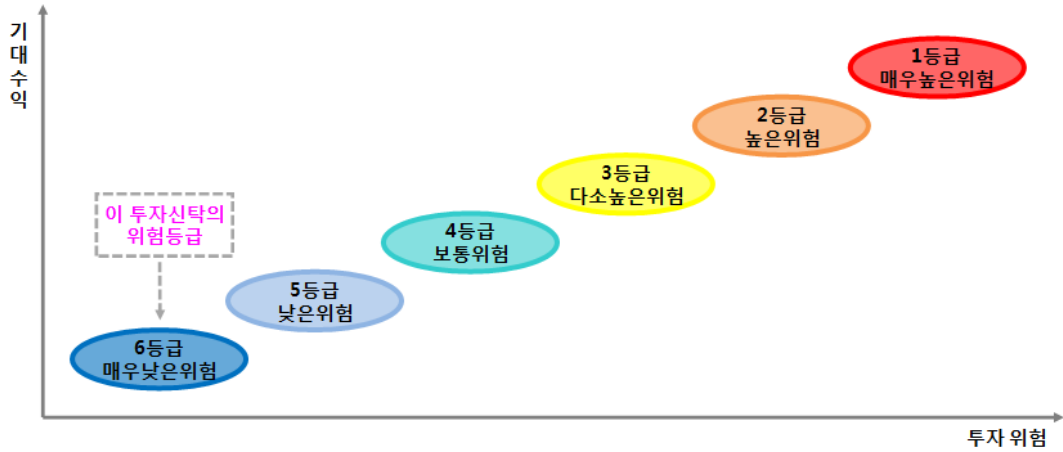 기
대
수
익
1등급
매우높은위험
2등급
높은위험
3등급
다소높은위험
이 투자신탁의
위험등급
4등급
보통위험
5등급
낮은위험
6등급
매우낮은위험
투자 위험